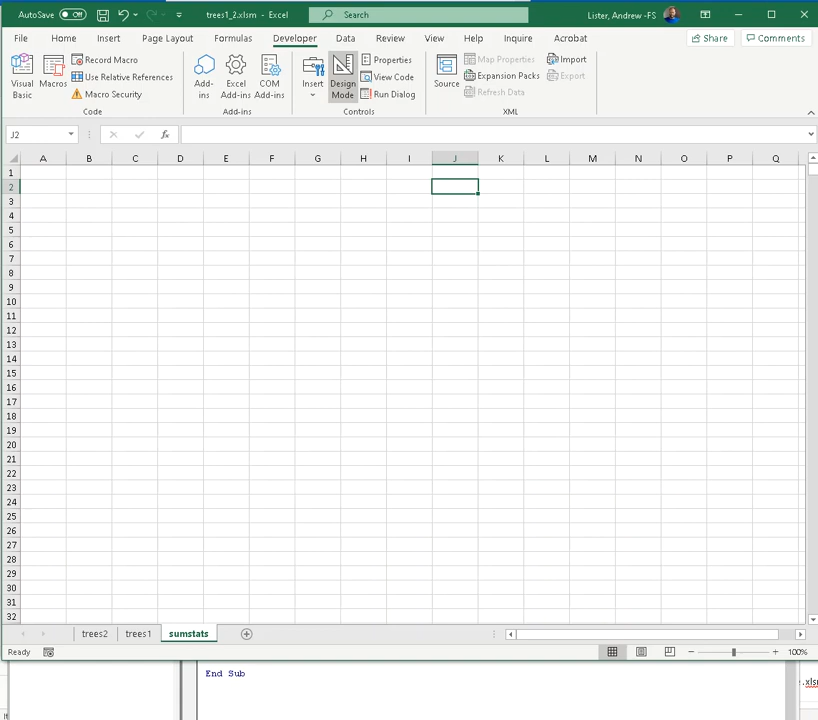 AutoSave Off trees1_2.xlsm - Excel Search Lister, Andrew -FS
File Home Insert Page Layout Formulas Developer Data Review View Help Inquire Acrobat Share Comments
Visual Basic Macros Record Macro Use Relative References Macro Security
Add-ins Excel Add-ins COM Add-ins
Insert Design Mode Properties View Code Run Dialog
Source Map Properties Expansion Packs Refresh Data Import Export
Code Add-ins Controls XML
J2 fx
A B C D E F G H I J K L M N O P Q
1
2
3
4
5
6
7
8
9
10
11
12
13
14
15
16
17
18
19
20
21
22
23
24
25
26
27
28
29
30
31
32
trees2 trees1 sumstats
Ready 100%
End Sub
.xlsm